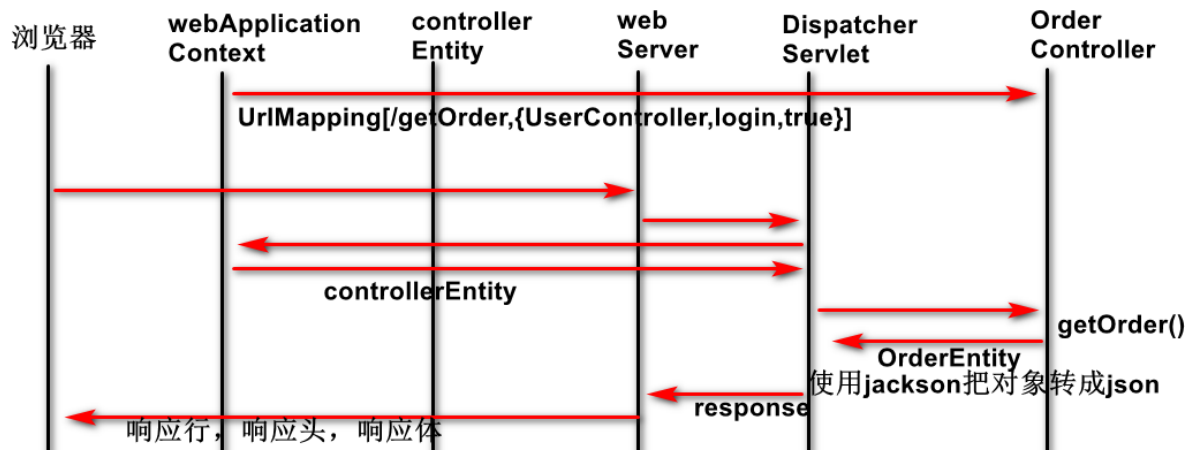 浏览器
webApplication
Context
controller
Entity
web
Server
Dispatcher
Servlet
Order
Controller
UrlMapping[/getOrder,{UserController,login,true}]
controllerEntity
getOrder()
OrderEntity
使用jackson把对象转成json
response
响应行，响应头，响应体